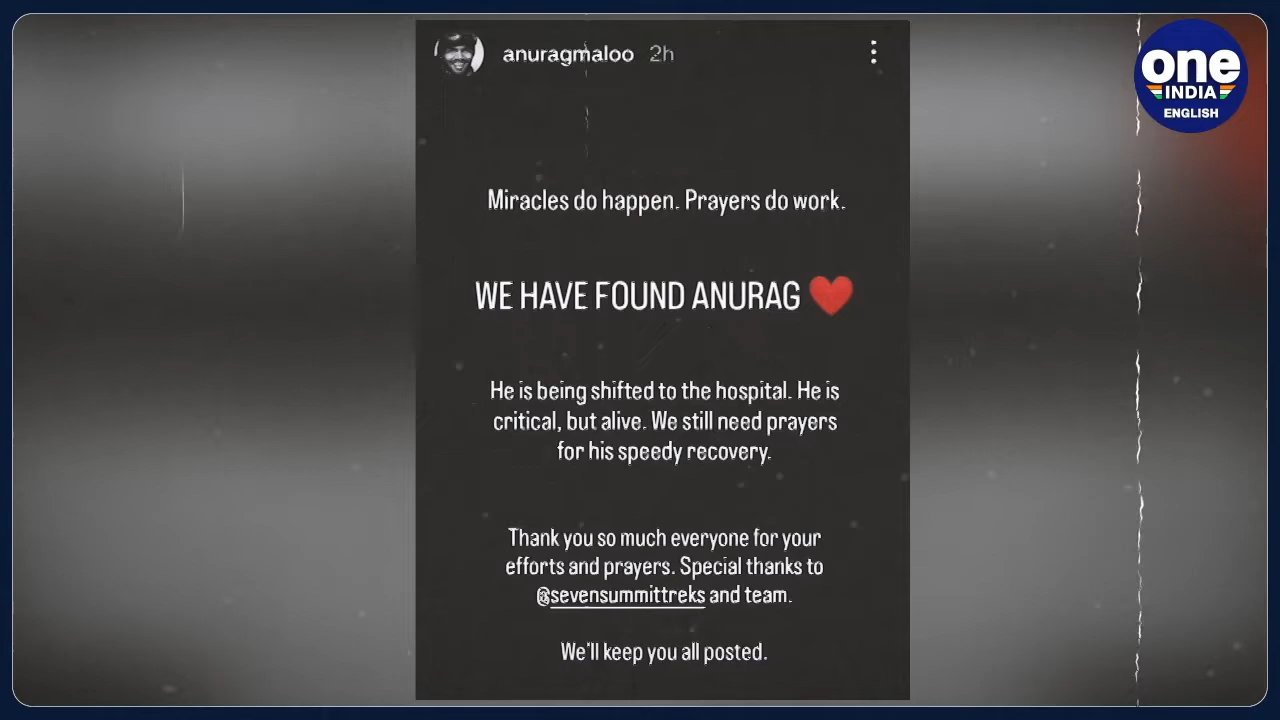 anuragmaloo 2h
one
INDIA
ENGLISH
Miracles do happen. Prayers do work.
WE HAVE FOUND ANURAG ❤️
He is being shifted to the hospital. He is
critical, but alive. We still need prayers
for his speedy recovery.
Thank you so much everyone for your
efforts and prayers. Special thanks to
@sevensummittreks and team.
We'll keep you all posted.